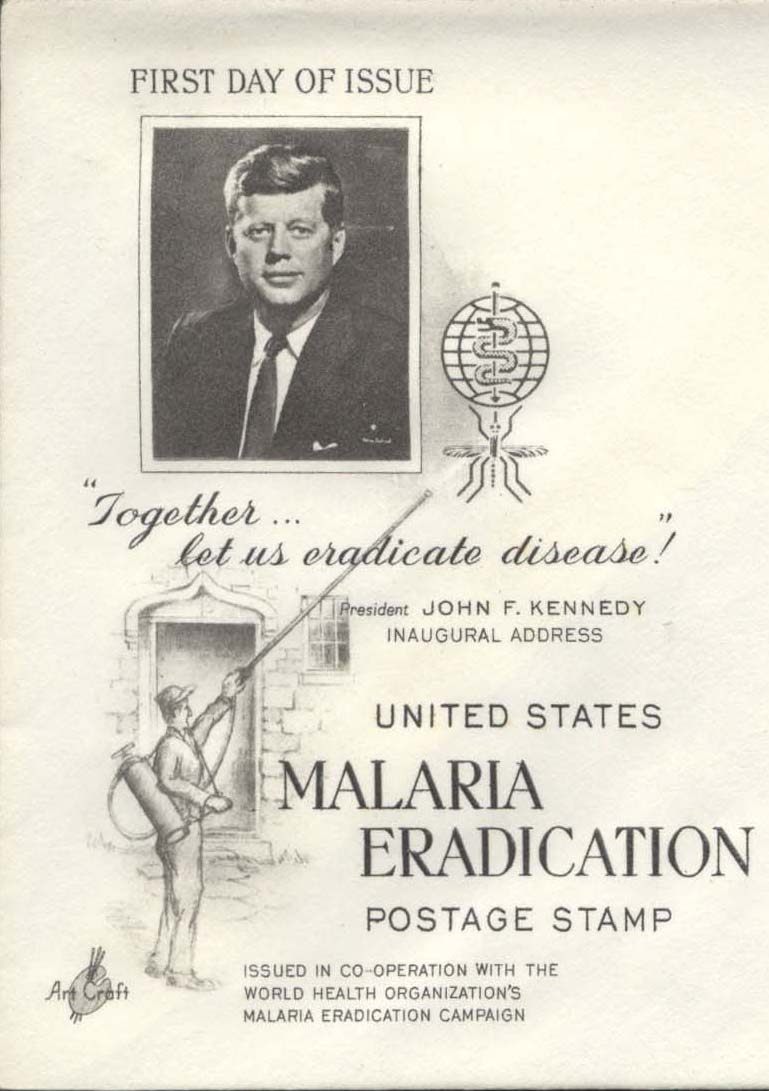 FIRST DAY OF ISSUE
"Together ...
let us eradicate disease!"
President JOHN F. KENNEDY
INAUGURAL ADDRESS
UNITED STATES
MALARIA
ERADICATION
POSTAGE STAMP
ISSUED IN CO-OPERATION WITH THE
WORLD HEALTH ORGANIZATION'S
MALARIA ERADICATION CAMPAIGN
Art Craft